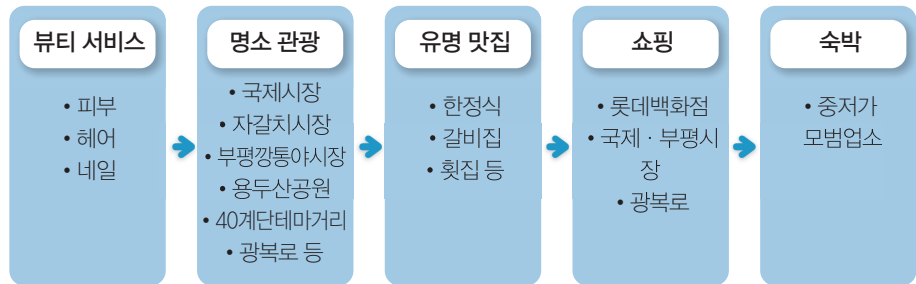 뷰티 서비스
• 피부
• 헤어
• 네일
명소 관광
• 국제시장
• 자갈치시장
• 부평깡통야시장
• 용두산공원
• 40계단테마거리
• 광복로 등
유명 맛집
• 한정식
• 갈비집
• 횟집 등
쇼핑
• 롯데백화점
• 국제 · 부평시
장
• 광복로
숙박
• 중저가
모범업소